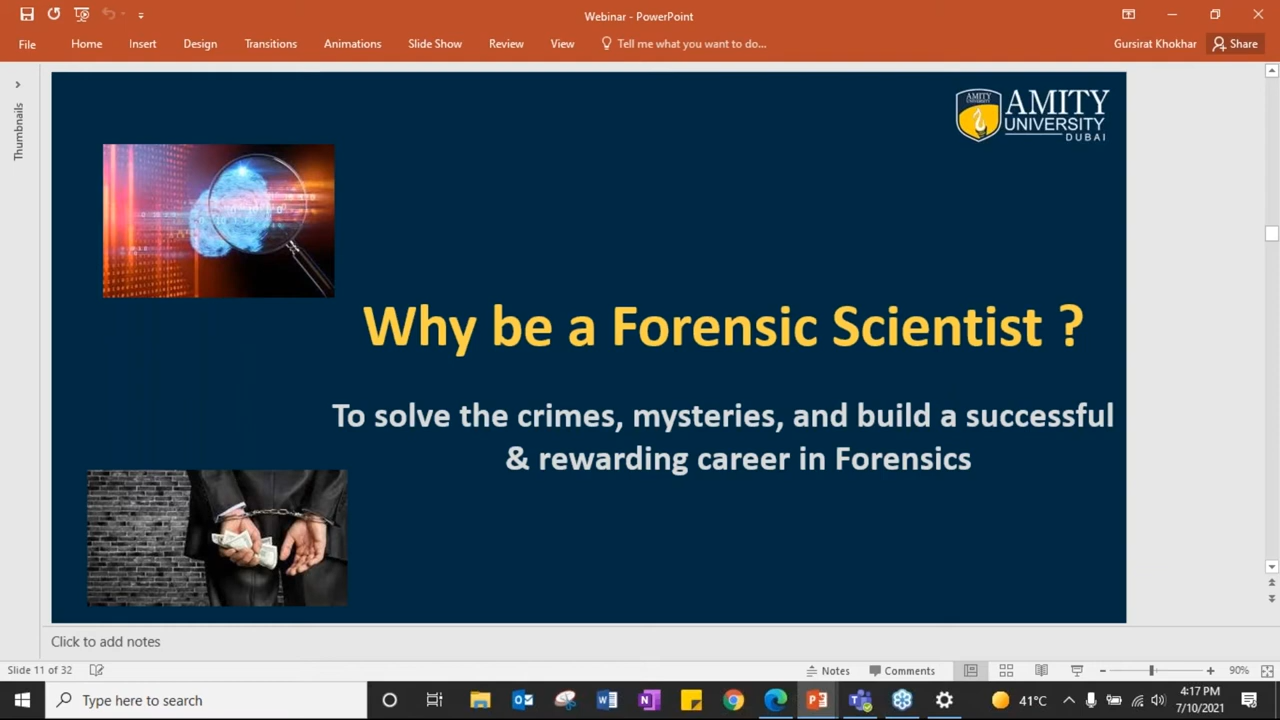 Webinar - PowerPoint
File Home Insert Design Transitions Animations Slide Show Review View Tell me what you want to do... Gursirat Khokhar Share
Thumbnails
AMITY
UNIVERSITY
AMITY
UNIVERSITY
DUBAI
Why be a Forensic Scientist ?
To solve the crimes, mysteries, and build a successful
& rewarding career in Forensics
Click to add notes
Slide 11 of 32 Notes Comments 90%
Type here to search 41°C 4:17 PM
7/10/2021